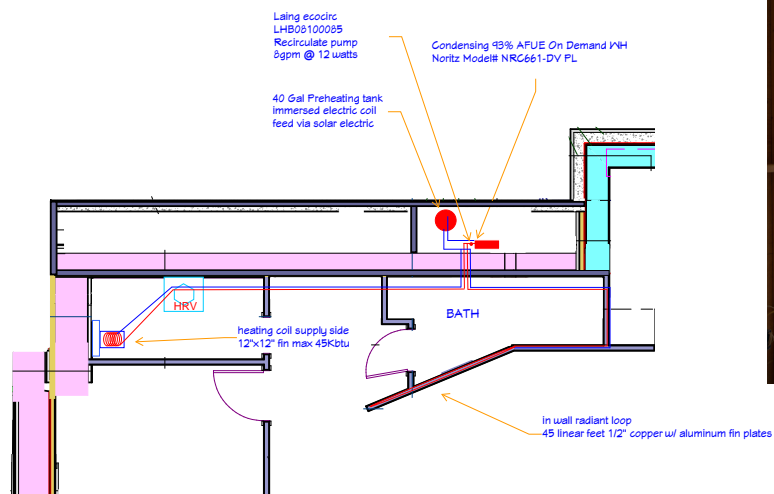 Laing ecocirc
LHB08100085
Recirculate pump
8gpm @ 12 watts
Condensing 93% AFUE On Demand WH
Noritz Model# NRC661-DV PL
40 Gal Preheating tank
immersed electric coil
feed via solar electric
HRV
BATH
heating coil supply side
12"x12" fin max 45Kbtu
in wall radiant loop
45 linear feet 1/2" copper w/ aluminum fin plates